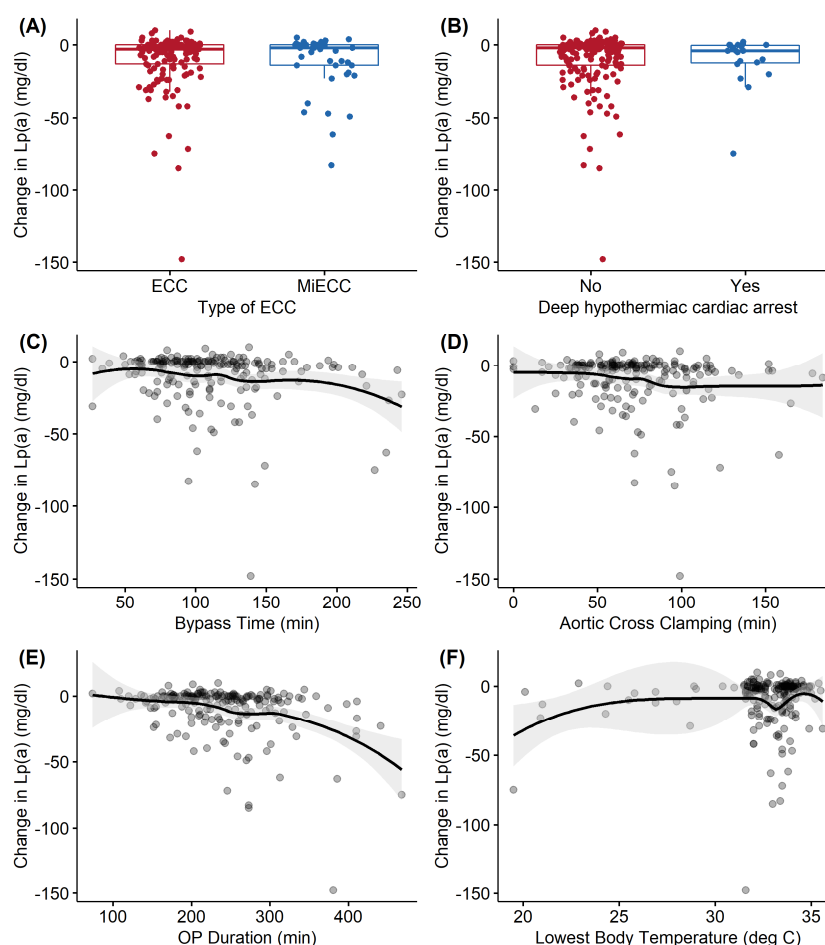 (A)
Change in Lp(a) (mg/dl)
0
-50
-100
-150
ECC
MiECC
Type of ECC
(B)
Change in Lp(a) (mg/dl)
0
-50
-100
-150
No
Yes
Deep hypothermiac cardiac arrest
(C)
Change in Lp(a) (mg/dl)
0
-50
-100
-150
50 100 150 200 250
Bypass Time (min)
(D)
Change in Lp(a) (mg/dl)
0
-50
-100
-150
0 50 100 150
Aortic Cross Clamping (min)
(E)
Change in Lp(a) (mg/dl)
0
-50
-100
-150
100 200 300 400
OP Duration (min)
(F)
Change in Lp(a) (mg/dl)
0
-50
-100
-150
20 25 30 35
Lowest Body Temperature (deg C)